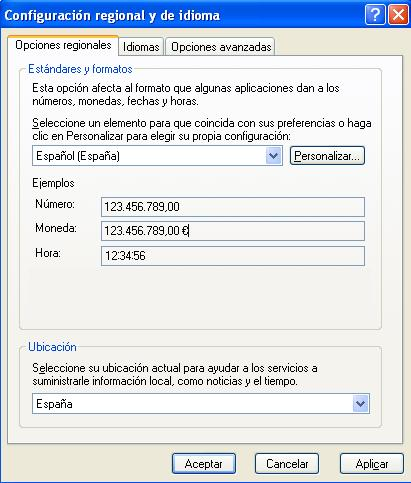 Configuración regional y de idioma
Opciones regionales Idiomas Opciones avanzadas
Estándares y formatos
Esta opción afecta al formato que algunas aplicaciones dan a los
números, monedas, fechas y horas.
Seleccione un elemento para que coincida con sus preferencias o haga
clic en Personalizar para elegir su propia configuración:
Español (España) Personalizar...
Ejemplos
Número: 123.456.789,00
Moneda: 123.456.789,00 €
Hora: 12:34:56
Ubicación
Seleccione su ubicación actual para ayudar a los servicios a
suministrarle información local, como noticias y el tiempo.
España
Aceptar Cancelar Aplicar